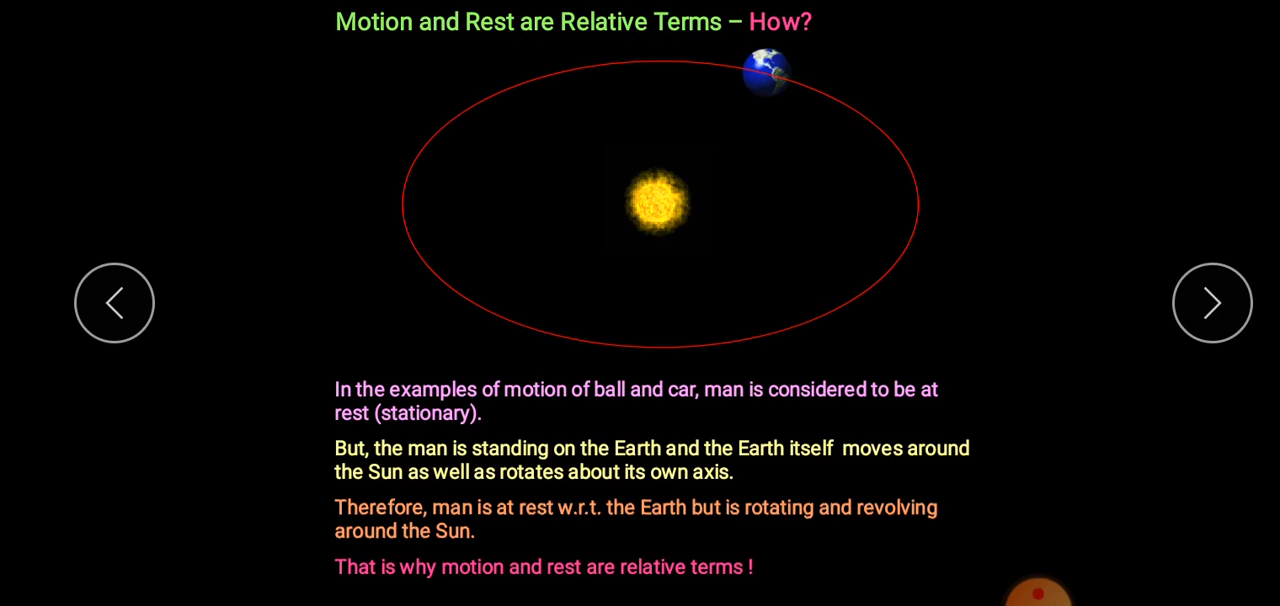 Motion and Rest are Relative Terms – How?
In the examples of motion of ball and car, man is considered to be at
rest (stationary).
But, the man is standing on the Earth and the Earth itself  moves around
the Sun as well as rotates about its own axis.
Therefore, man is at rest w.r.t. the Earth but is rotating and revolving
around the Sun.
That is why motion and rest are relative terms !